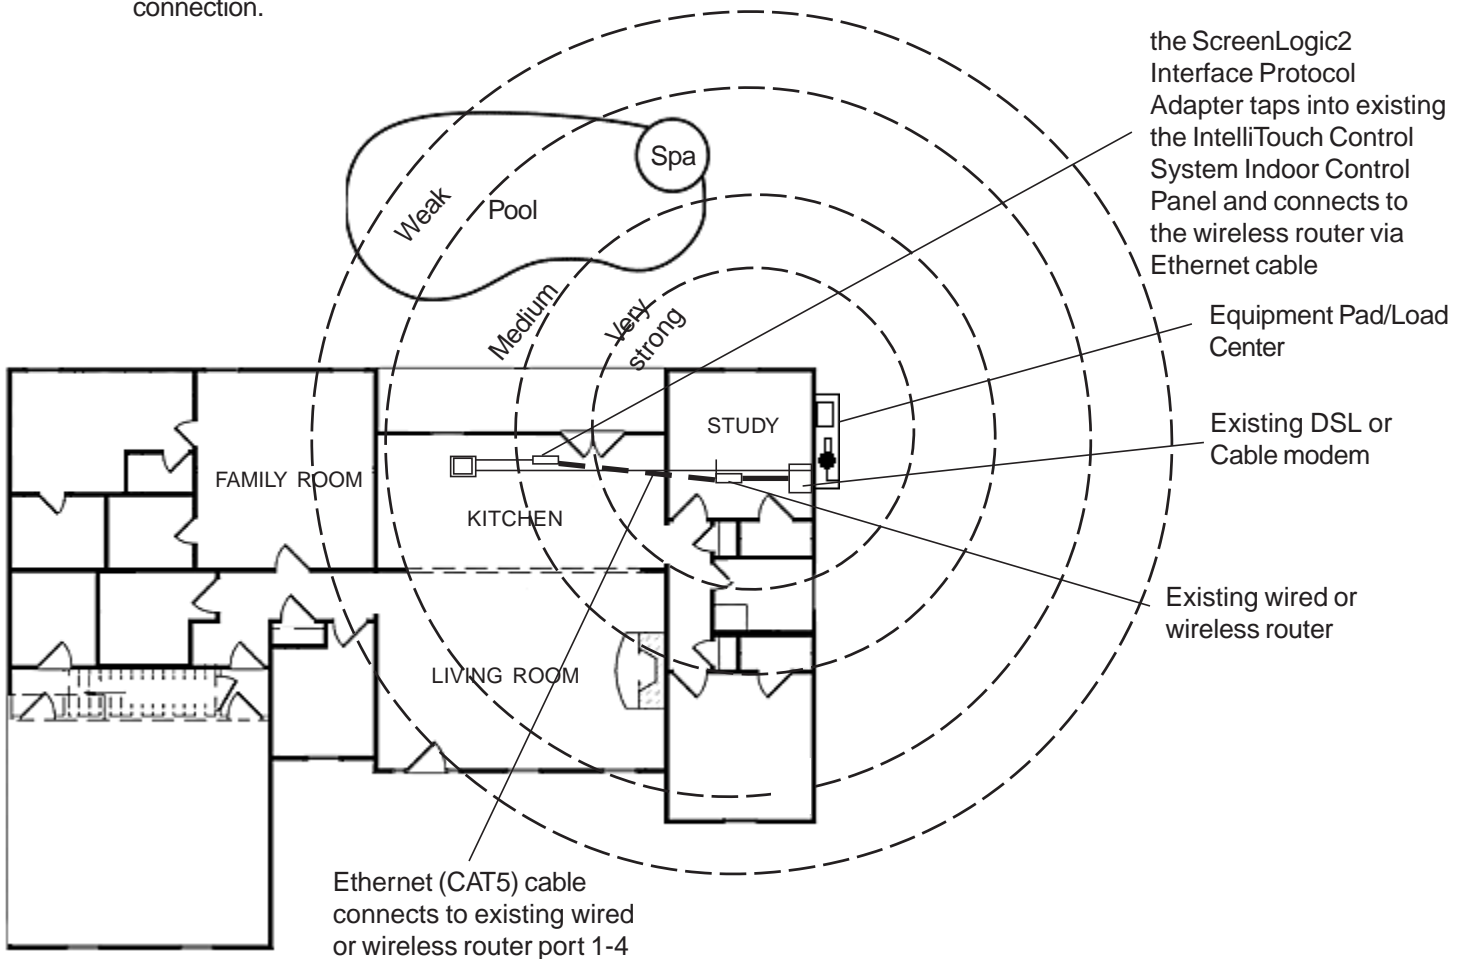 connection.
the ScreenLogic2
Interface Protocol
Adapter taps into existing
the IntelliTouch Control
System Indoor Control
Panel and connects to
the wireless router via
Ethernet cable
Spa
Pool
Weak
Medium
Very
strong
Equipment Pad/Load
Center
STUDY
Existing DSL or
Cable modem
FAMILY ROOM
KITCHEN
Existing wired or
wireless router
LIVING ROOM
Ethernet (CAT5) cable
connects to existing wired
or wireless router port 1-4